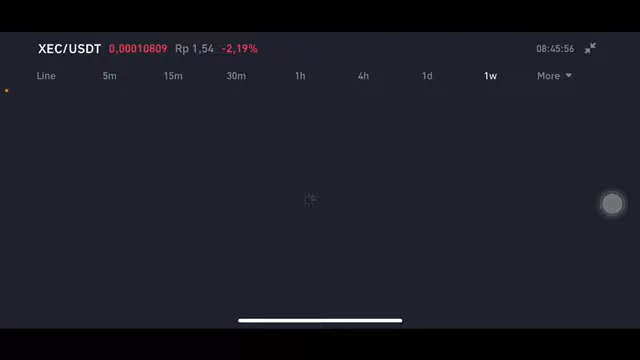 XEC/USDT 0,00010809 Rp 1,54 -2,19% 08:45:56
Line 5m 15m 30m 1h 4h 1d 1w More